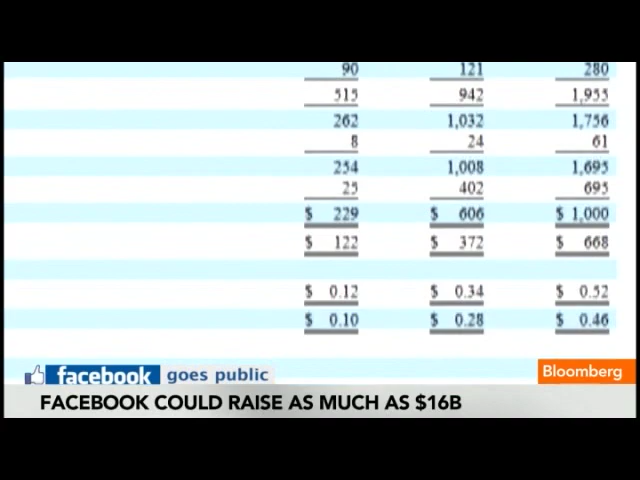 90 121 280
515 942 1,955
262 1,032 1,756
8 24 61
254 1,008 1,695
25 402 695
$ 229 $ 606 $ 1,000
$ 122 $ 372 $ 668
$ 0.12 $ 0.34 $ 0.52
$ 0.10 $ 0.28 $ 0.46
facebook goes public
Bloomberg
FACEBOOK COULD RAISE AS MUCH AS $16B